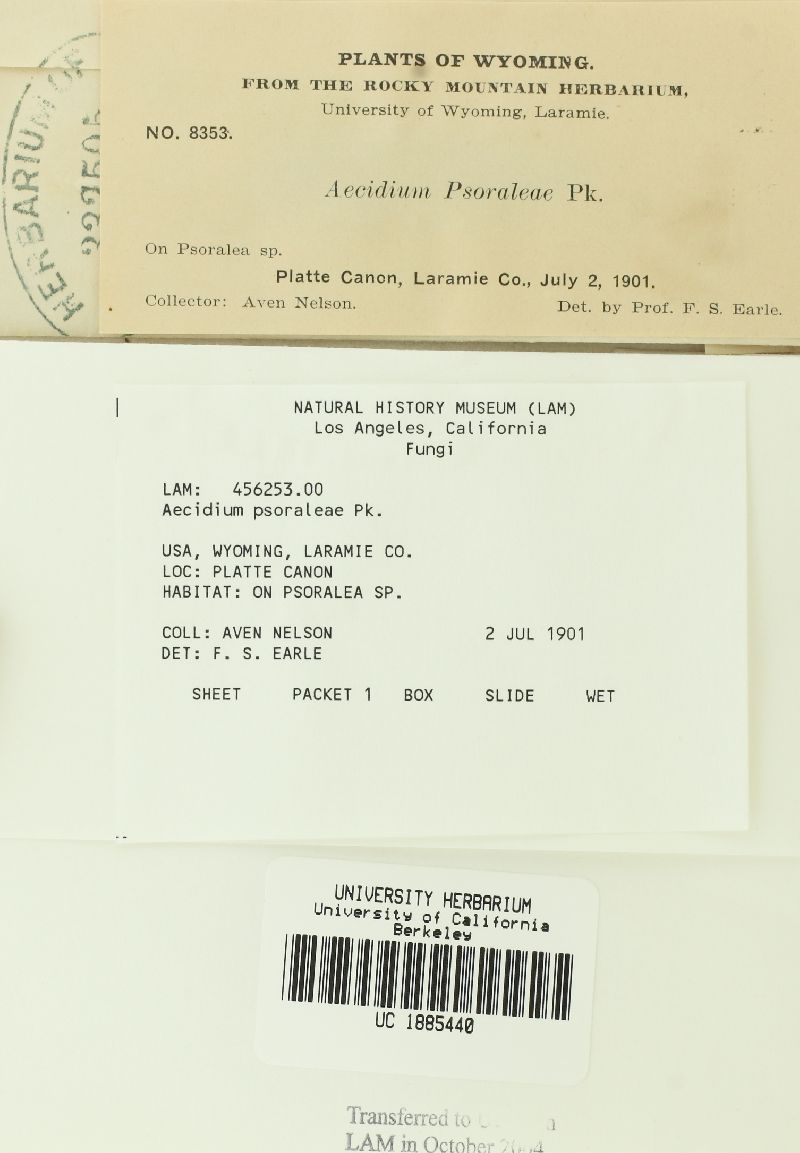 PLANTS OF WYOMING.
FROM THE ROCKY MOUNTAIN HERBARIUM,
University of Wyoming, Laramie.
NO. 8353.
Aecidium Psoraleae Pk.
On Psoralea sp.
Platte Canon, Laramie Co., July 2, 1901.
Collector: Aven Nelson.
Det. by Prof. F. S. Earle.
HERBARIUM OF
NATURAL HISTORY MUSEUM (LAM)
Los Angeles, California
Fungi
LAM: 456253.00
Aecidium psoraleae Pk.
USA, WYOMING, LARAMIE CO.
LOC: PLATTE CANON
HABITAT: ON PSORALEA SP.
COLL: AVEN NELSON 2 JUL 1901
DET: F. S. EARLE
SHEET PACKET 1 BOX SLIDE WET
UNIVERSITY HERBARIUM
University of California
Berkeley
UC 1885440
Transferred to
LAM in October